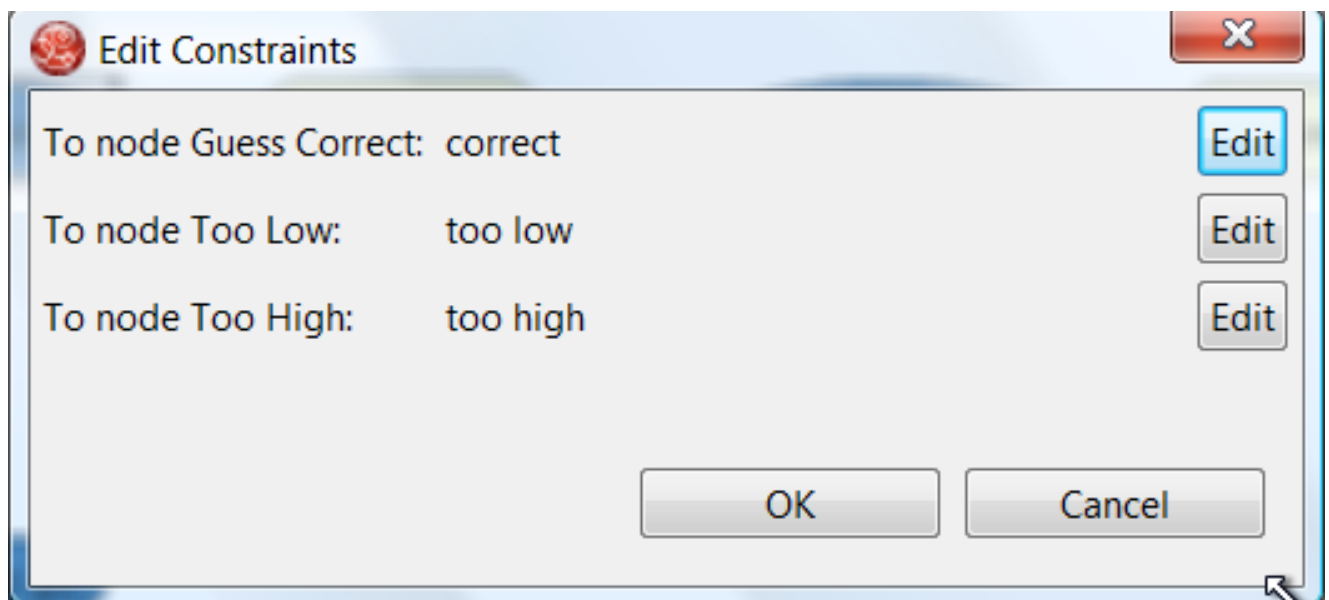 Edit Constraints
To node Guess Correct: correct Edit
To node Too Low: too low Edit
To node Too High: too high Edit
OK Cancel